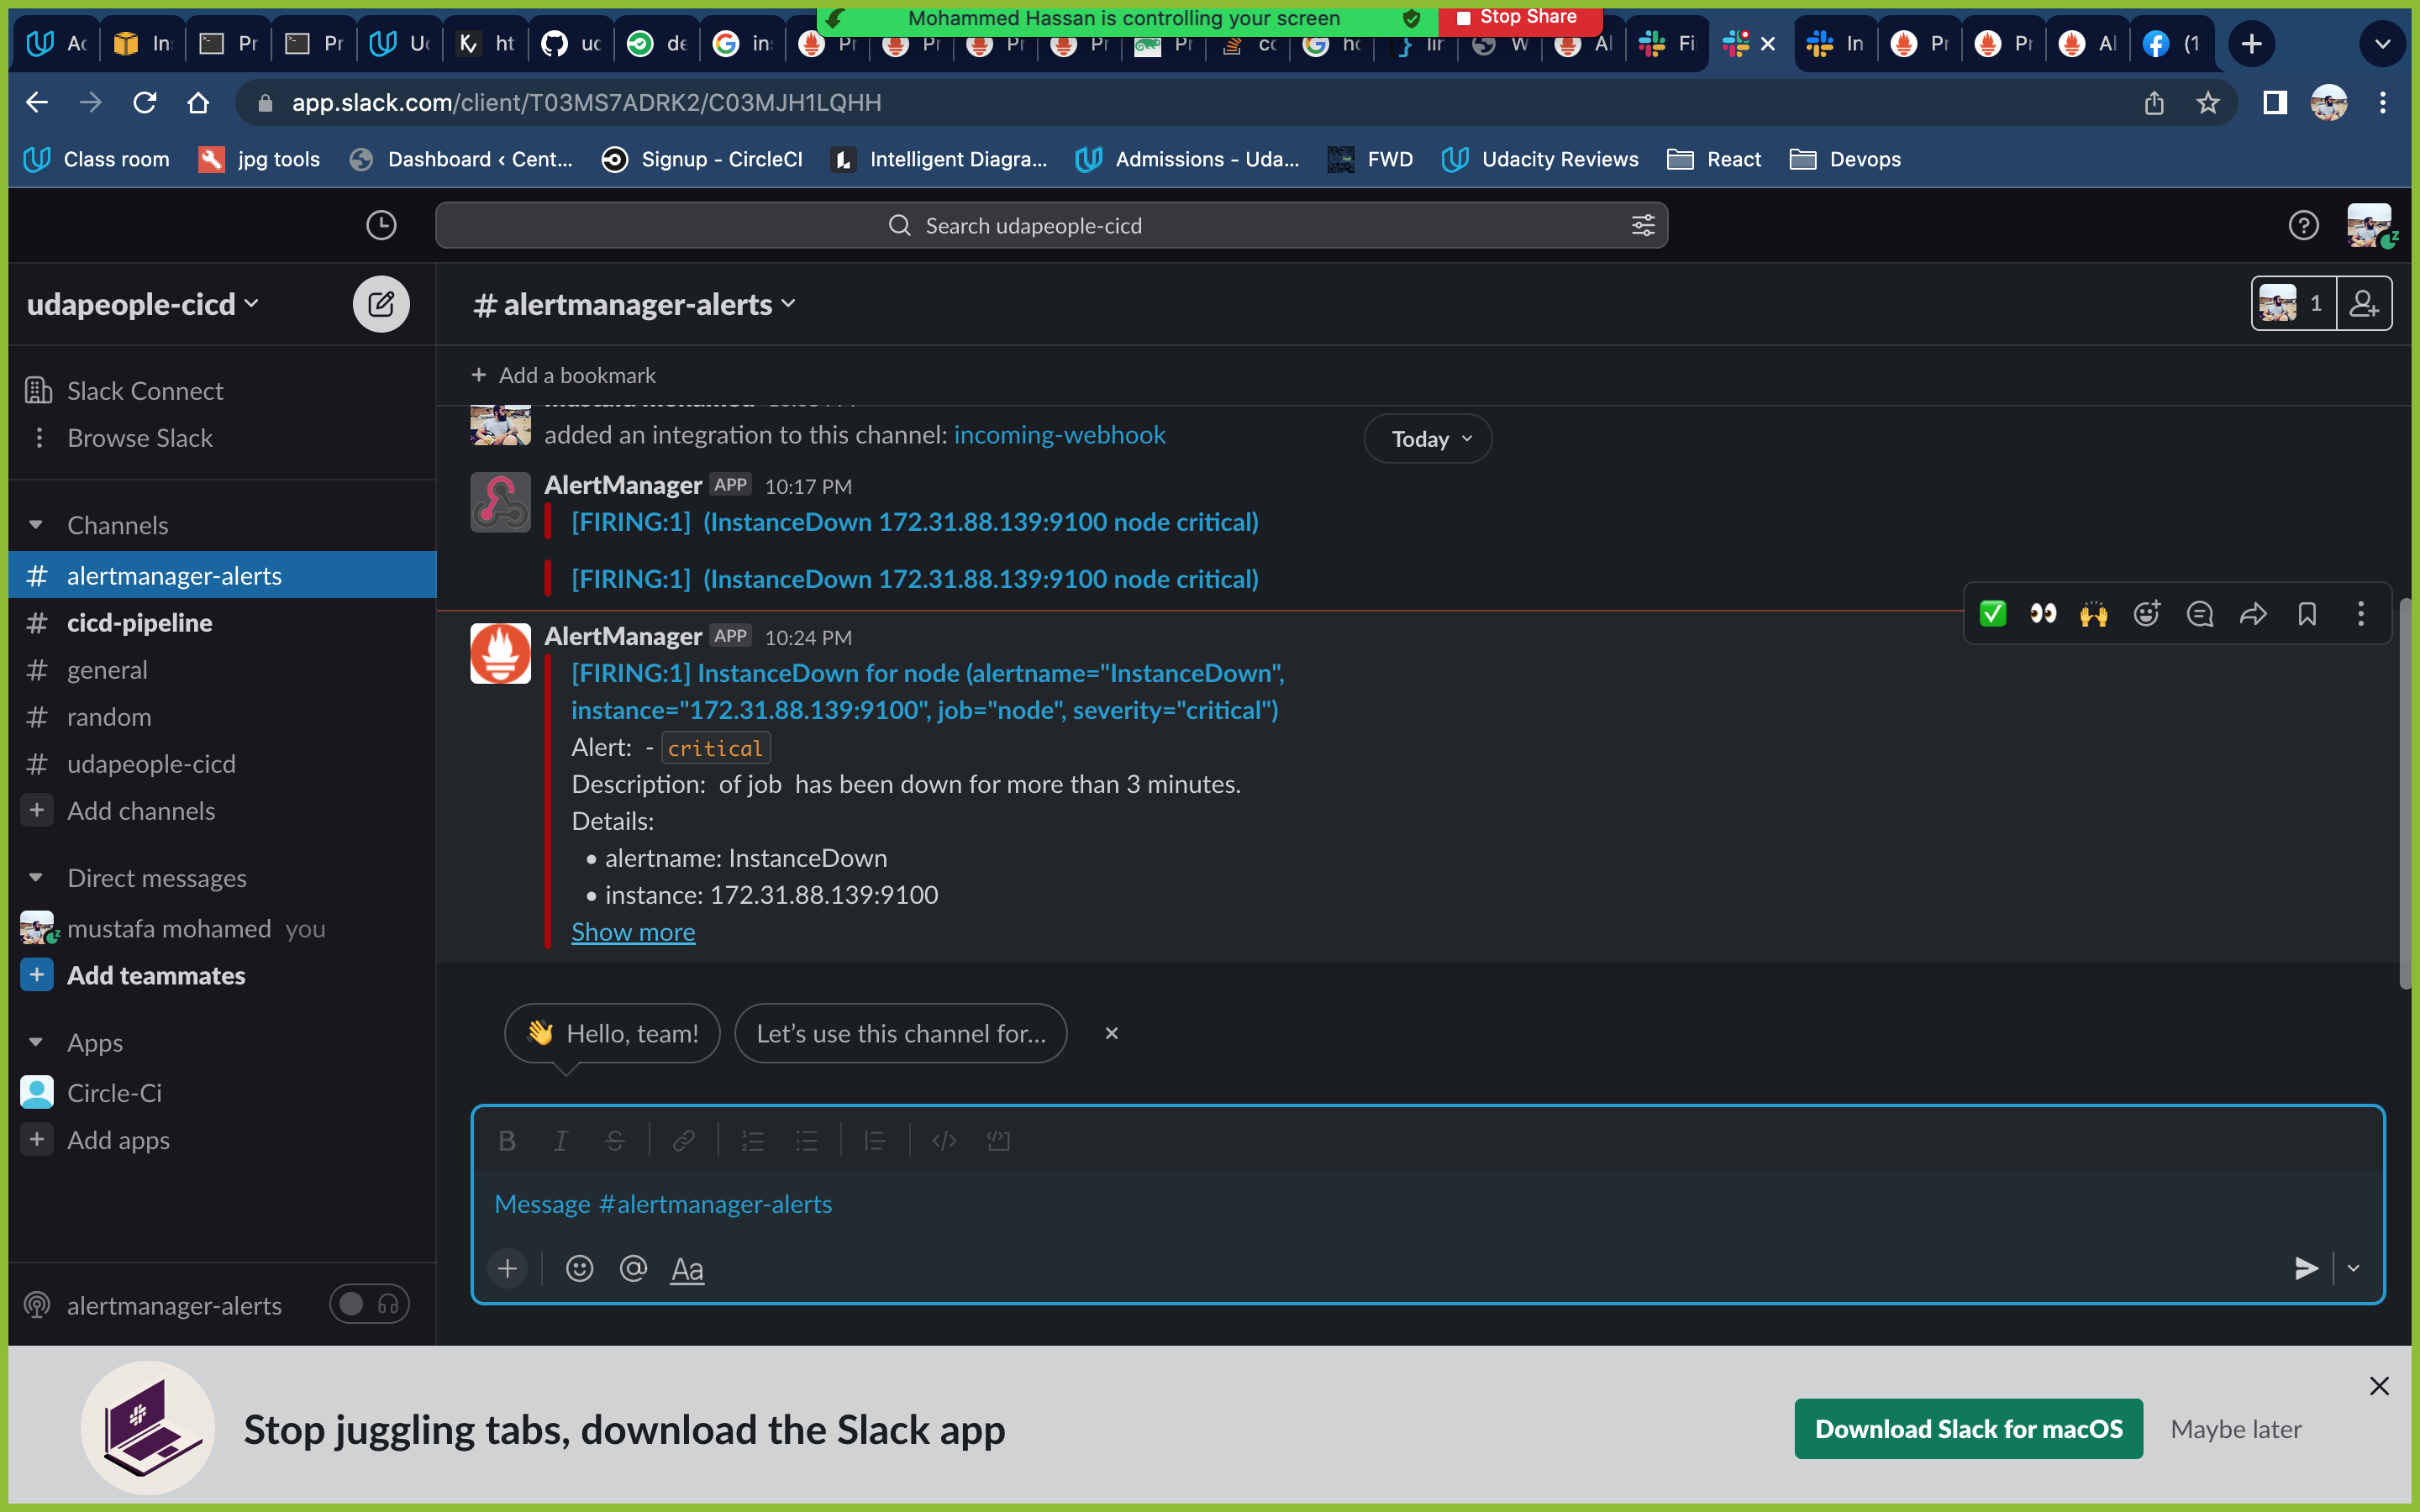 Mohammed Hassan is controlling your screen
Stop Share
Ac
In
Pr
Pr
Uc
ht
uc
de
in
Pr
Pr
Pr
Pr
Pr
cc
hc
lir
W
Al
Fi
In
Pr
Pr
Al
(1
app.slack.com/client/T03MS7ADRK2/C03MJH1LQHH
Class room
jpg tools
Dashboard ‹ Cent...
Signup - CircleCI
Intelligent Diagra...
Admissions - Uda...
FWD
Udacity Reviews
React
Devops
Search udapeople-cicd
udapeople-cicd
# alertmanager-alerts
1
Slack Connect
Browse Slack
Channels
# alertmanager-alerts
# cicd-pipeline
# general
# random
# udapeople-cicd
+ Add channels
Direct messages
mustafa mohamed you
+ Add teammates
Apps
Circle-Ci
+ Add apps
alertmanager-alerts
+ Add a bookmark
added an integration to this channel: incoming-webhook
Today
AlertManager APP 10:17 PM
[FIRING:1] (InstanceDown 172.31.88.139:9100 node critical)
[FIRING:1] (InstanceDown 172.31.88.139:9100 node critical)
AlertManager APP 10:24 PM
[FIRING:1] InstanceDown for node (alertname="InstanceDown",
instance="172.31.88.139:9100", job="node", severity="critical")
Alert: - critical
Description: of job has been down for more than 3 minutes.
Details:
• alertname: InstanceDown
• instance: 172.31.88.139:9100
Show more
👋 Hello, team!
Let’s use this channel for...
Message #alertmanager-alerts
Aa
Stop juggling tabs, download the Slack app
Download Slack for macOS
Maybe later